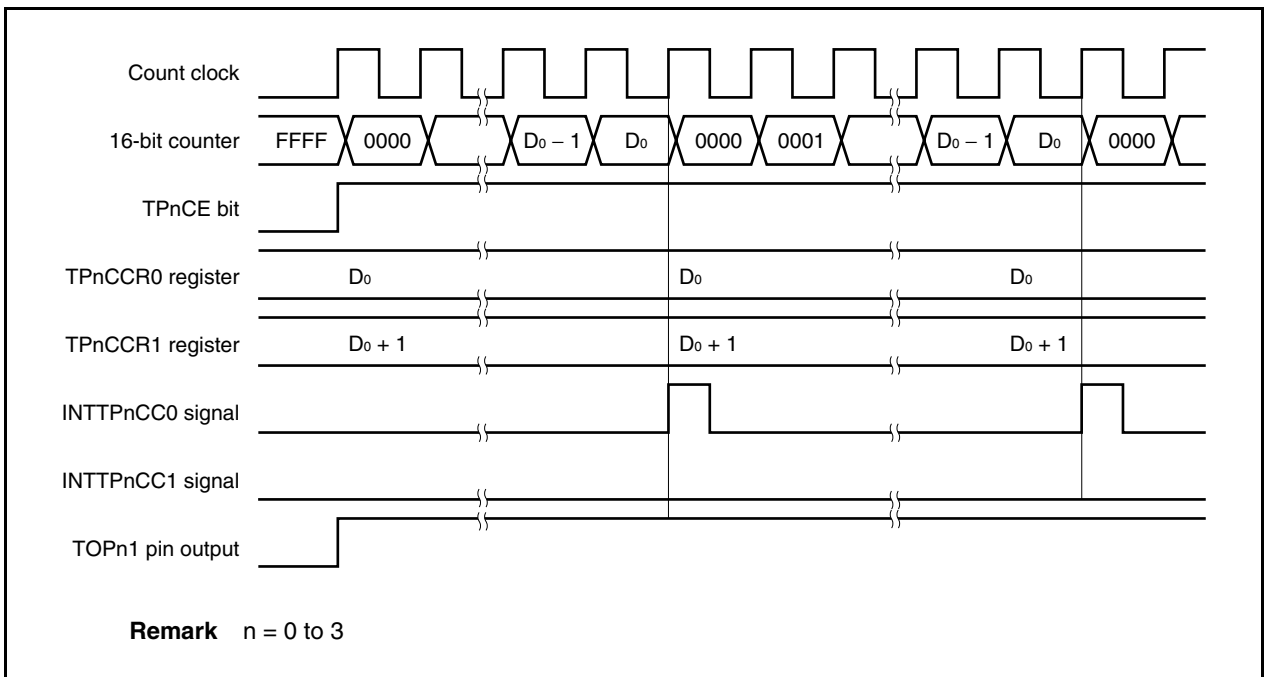 Count clock
16-bit counter FFFF 0000 D₀ − 1 D₀ 0000 0001 D₀ − 1 D₀ 0000
TPnCE bit
TPnCCR0 register D₀ D₀ D₀
TPnCCR1 register D₀ + 1 D₀ + 1 D₀ + 1
INTTPnCC0 signal
INTTPnCC1 signal
TOPn1 pin output
Remark n = 0 to 3